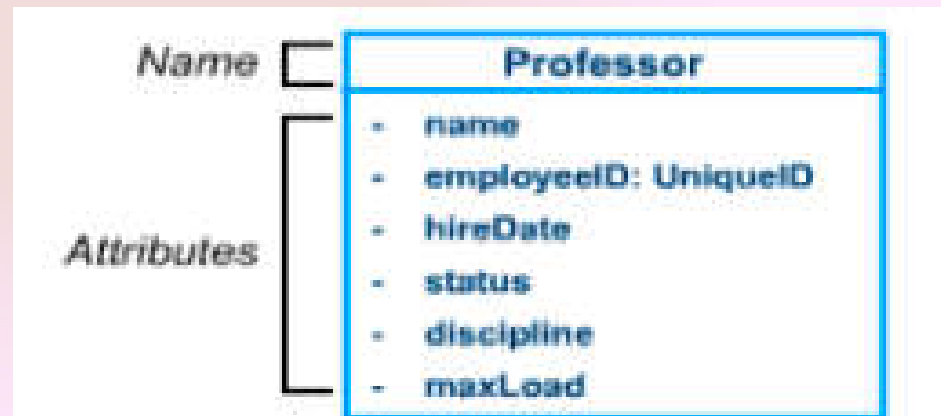 Name
Professor
- name
- employeeID: UniqueID
- hireDate
Attributes
- status
- discipline
- maxLoad